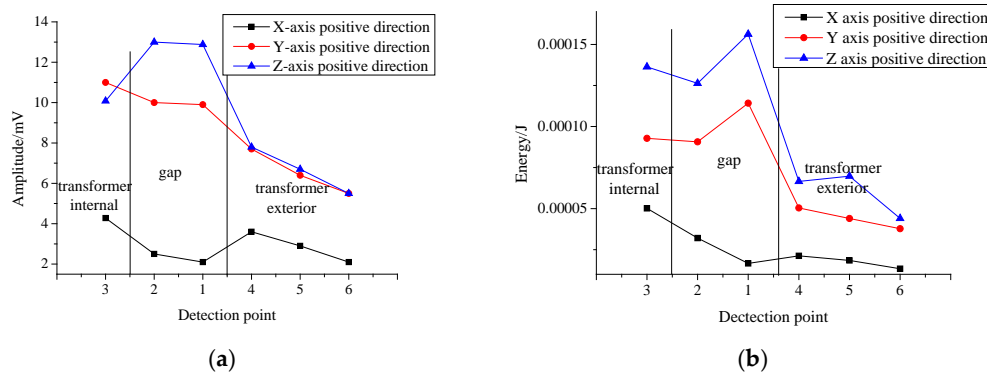 14
12
10
8
6
4
2
Amplitude/mV
X-axis positive direction
Y-axis positive direction
Z-axis positive direction
transformer
internal
gap
transformer
exterior
3 2 1 4 5 6
Detection point
(a)
0.00015
0.00010
0.00005
Energy/J
X axis positive direction
Y axis positive direction
Z axis positive direction
transformer
internal
gap
transformer
exterior
3 2 1 4 5 6
Dectection point
(b)